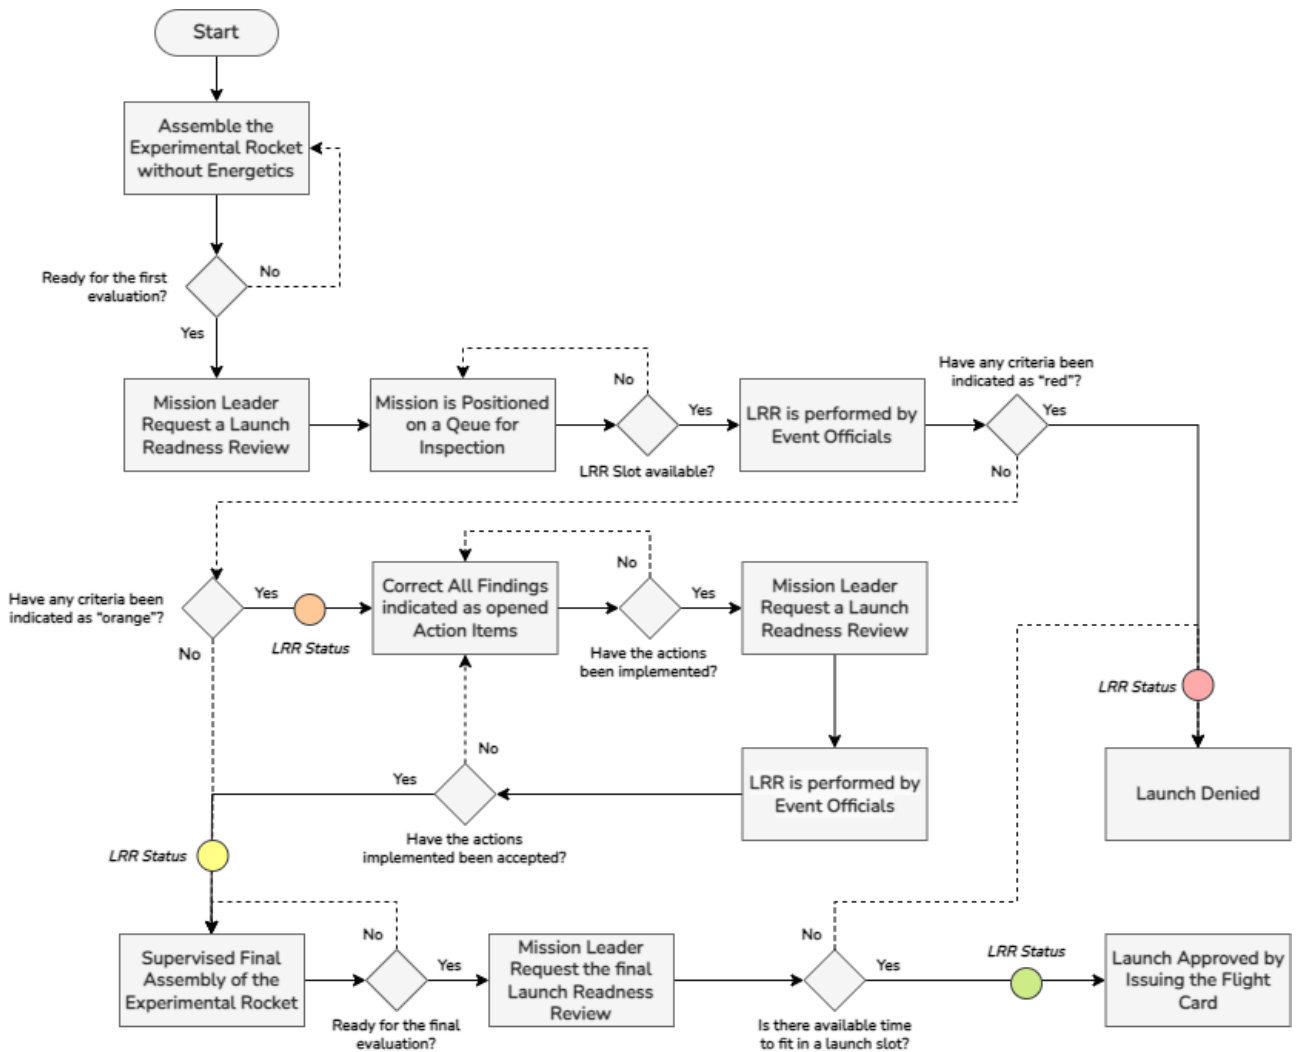 Start
Assemble the
Experimental Rocket
without Energetics
Ready for the first
evaluation?
No
Yes
Mission Leader
Request a Launch
Readiness Review
Mission is Positioned
on a Qeue for
Inspection
No
Yes
LRR Slot available?
LRR is performed by
Event Officials
Have any criteria been
indicated as “red”?
Yes
No
Have any criteria been
indicated as “orange”?
Yes
No
LRR Status
Correct All Findings
indicated as opened
Action Items
No
Yes
Have the actions
been implemented?
Mission Leader
Request a Launch
Readiness Review
LRR Status
Launch Denied
LRR is performed by
Event Officials
No
Yes
Have the actions
implemented been accepted?
LRR Status
Supervised Final
Assembly of the
Experimental Rocket
No
Yes
Ready for the final
evaluation?
Mission Leader
Request the final
Launch Readness
Review
No
Yes
Is there available time
to fit in a launch slot?
LRR Status
Launch Approved by
Issuing the Flight
Card